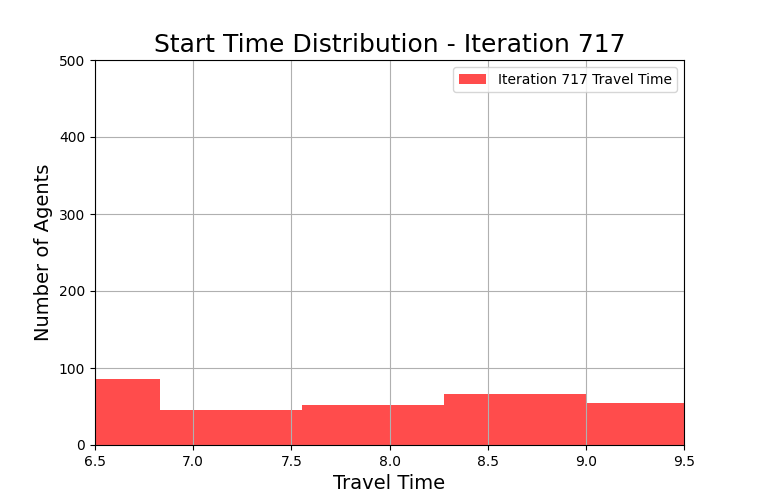 Start Time Distribution - Iteration 717
Iteration 717 Travel Time
Number of Agents
500
400
300
200
100
0
6.5 7.0 7.5 8.0 8.5 9.0 9.5
Travel Time